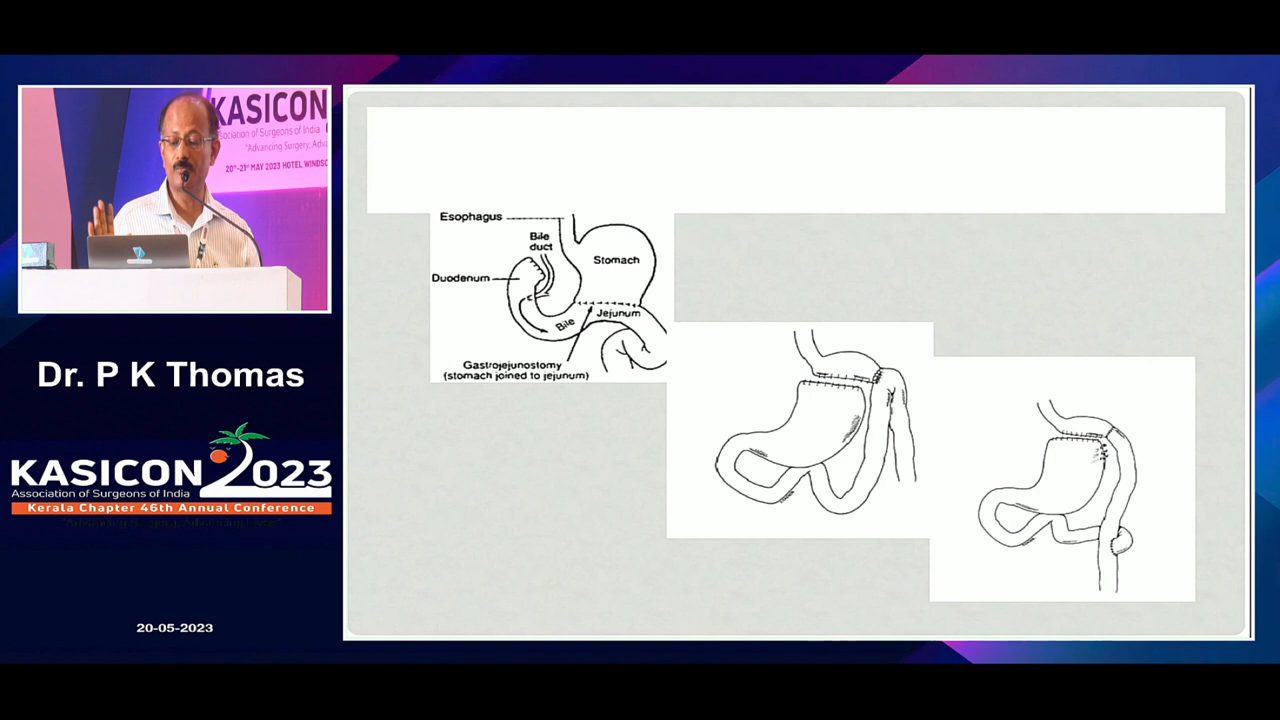 KASICON
ociation of Surgeons of India
"Advancing Surgery; Adva
20th-21st MAY 2023 HOTEL WINDSO
Dr. P K Thomas
KASICON 2023
Association of Surgeons of India
Kerala Chapter 46th Annual Conference
20-05-2023
Esophagus
Bile
duct
Stomach
Duodenum
Bile
Jejunum
Gastrojejunostomy
(stomach joined to jejunum)